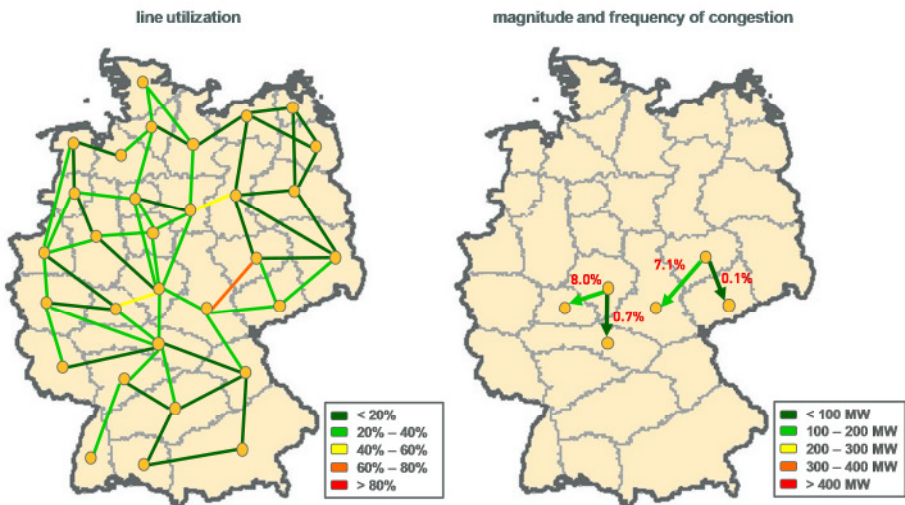 line utilization
magnitude and frequency of congestion
8.0%
7.1%
0.1%
0.7%
< 20%
20% – 40%
40% – 60%
60% – 80%
> 80%
< 100 MW
100 – 200 MW
200 – 300 MW
300 – 400 MW
> 400 MW